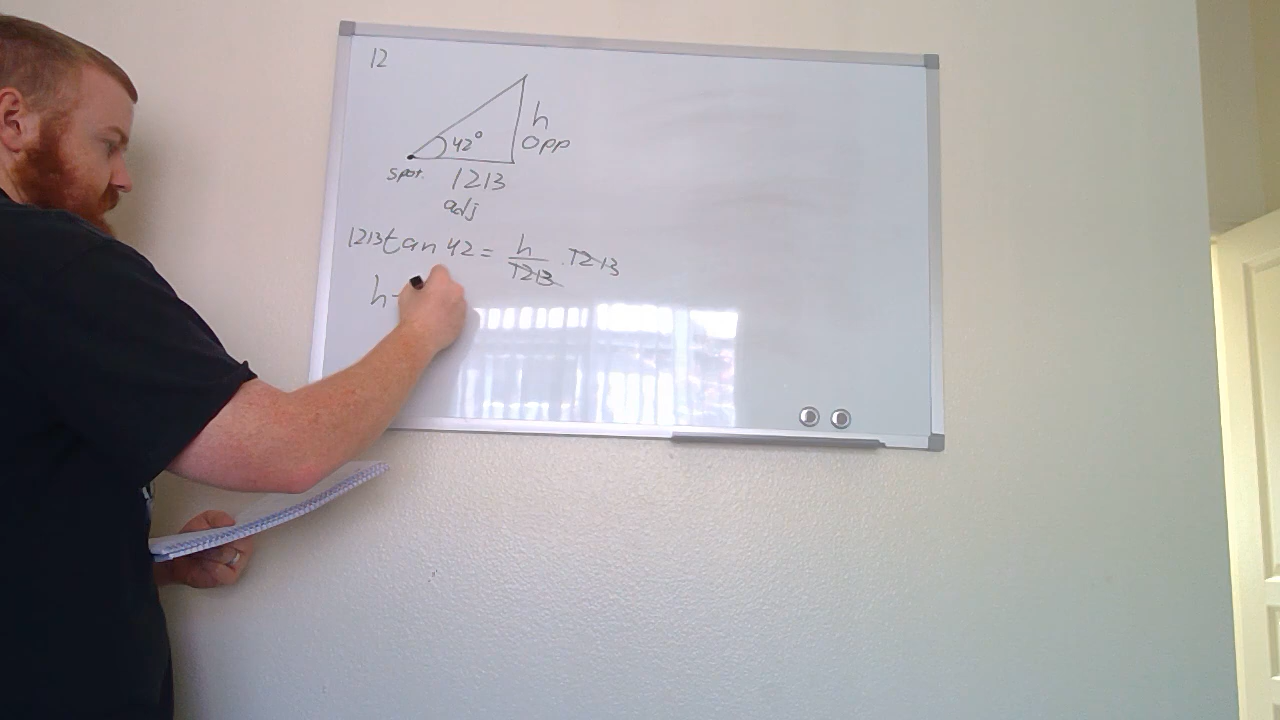 12
42°
h
opp
spot.
1213
adj
1213 tan 42 = h/1213 · 1213
h